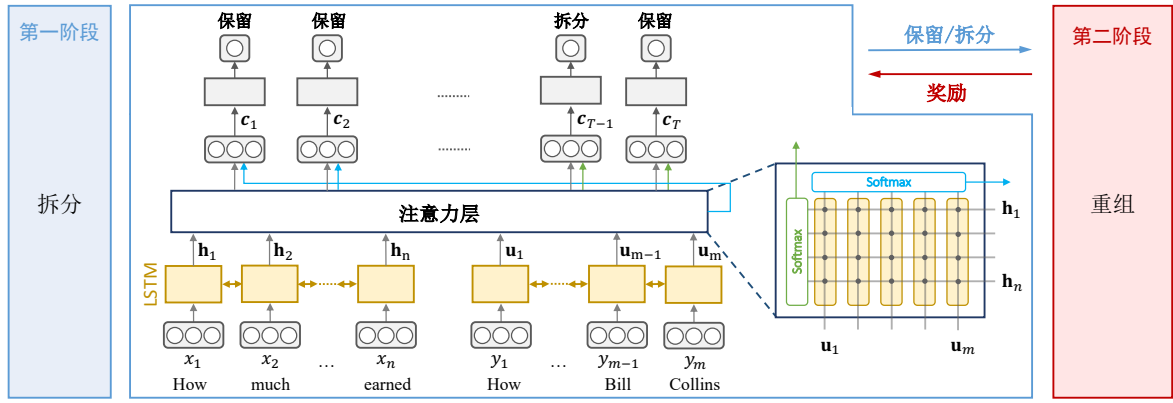 第一阶段
拆分
保留 保留 拆分 保留
c1 c2 ......... cT−1 cT
.........
注意力层
h1 h2 hn u1 um−1 um
LSTM
...... ......
x1 x2 ... xn y1 ... ym−1 ym
How much earned How Bill Collins
Softmax
Softmax
h1
hn
u1 um
保留/拆分
奖励
第二阶段
重组